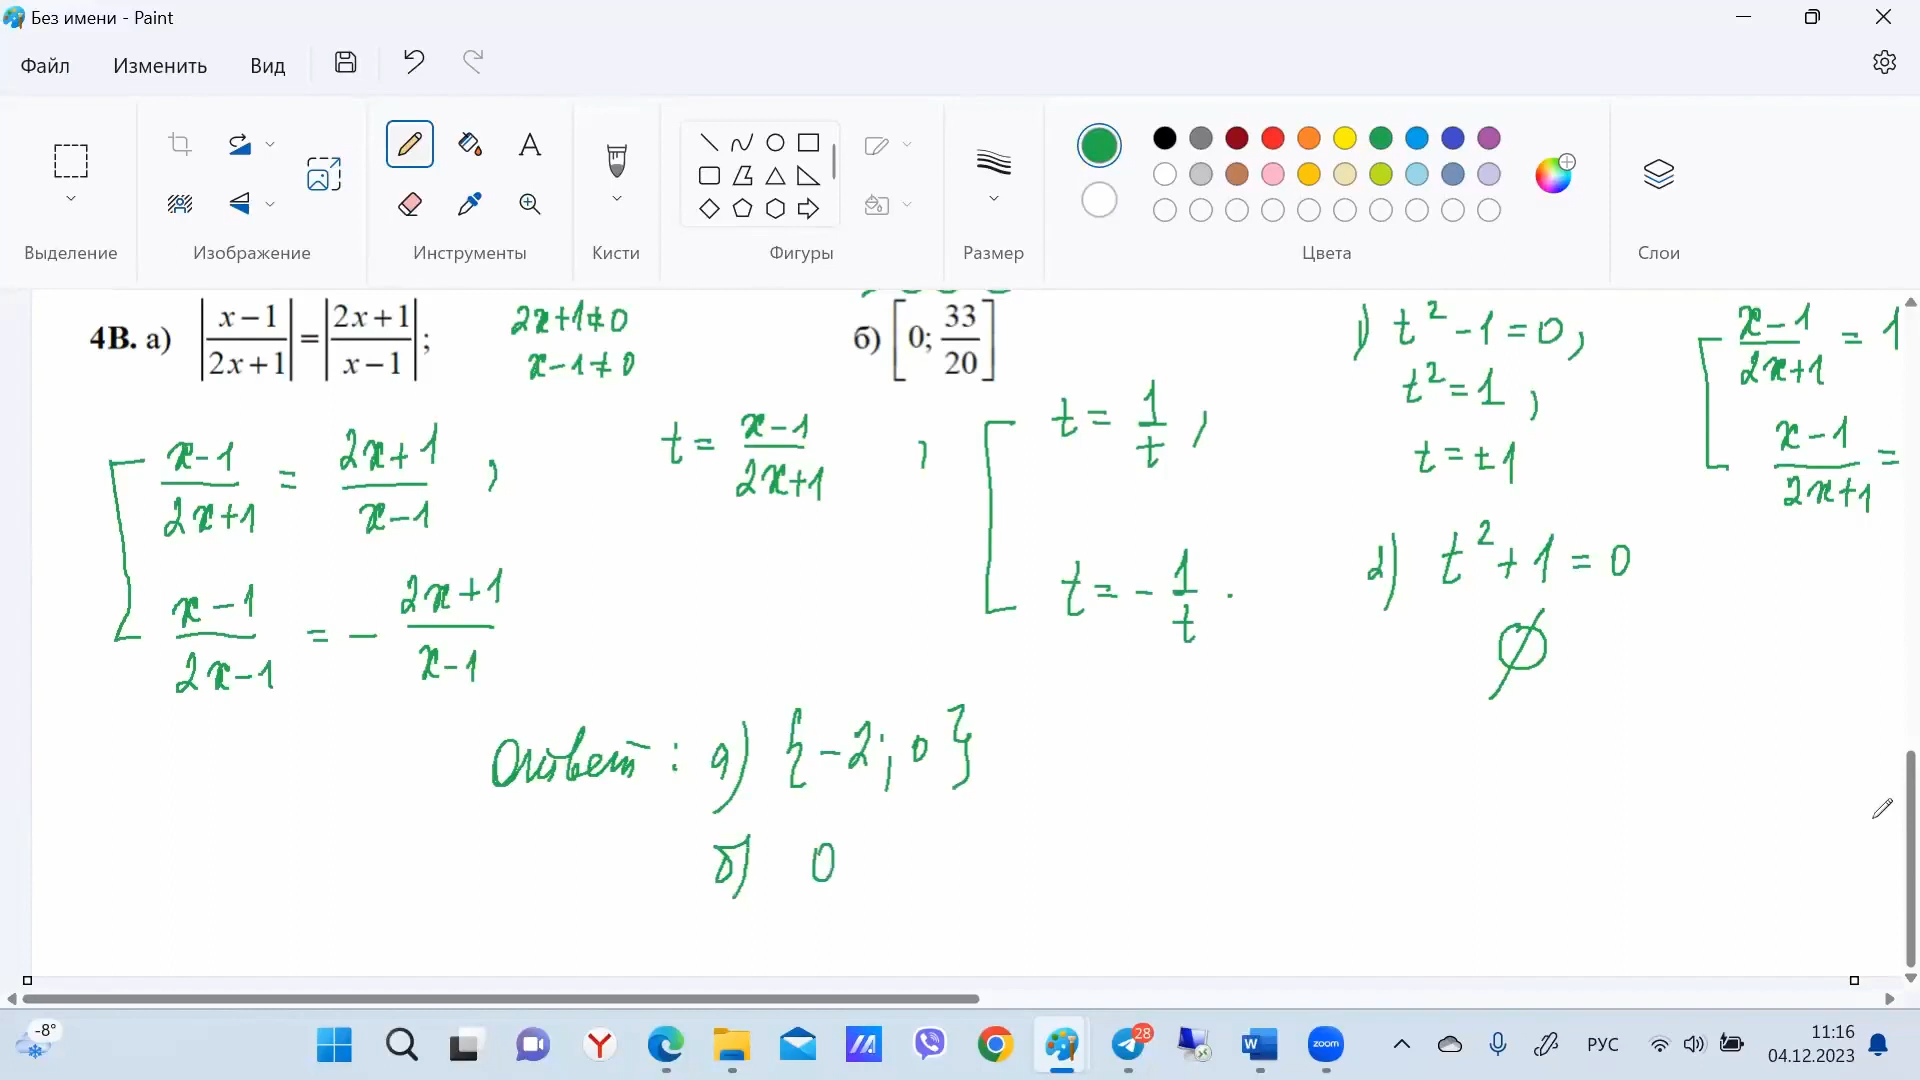 Без имени - Paint
Файл Изменить Вид
Выделение Изображение Инструменты Кисти Фигуры Размер Цвета Слои
4В. а) |(x−1)/(2x+1)| = |(2x+1)/(x−1)|;
2x+1≠0
x−1≠0
б) [0; 33/20]
1) t² −1=0,
t²=1,
t=±1
[ (x−1)/(2x+1) = 1
(x−1)/(2x+1) =
[ (x−1)/(2x+1) = (2x+1)/(x−1) ,
(x−1)/(2x−1) = − (2x+1)/(x−1)
t = (x−1)/(2x+1) ,
[ t = 1/t ,
t = − 1/t .
2) t² + 1 = 0
∅
Ответ: а) {−2; 0}
б) 0
-8°
28
zoom
РУС
11:16
04.12.2023